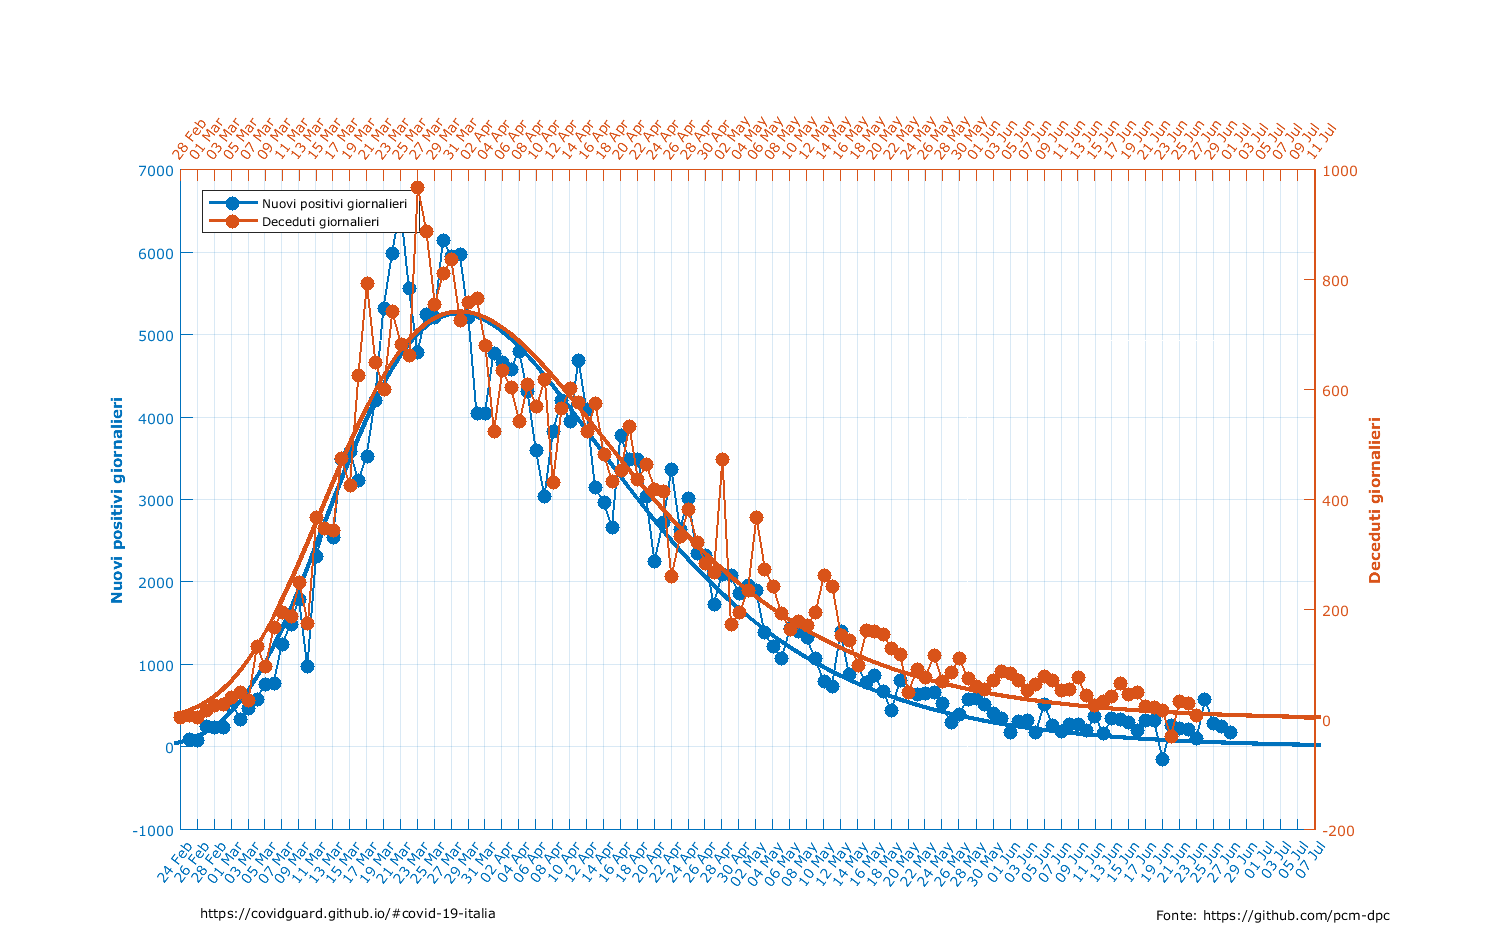 28 Feb
01 Mar
03 Mar
05 Mar
07 Mar
09 Mar
11 Mar
13 Mar
15 Mar
17 Mar
19 Mar
21 Mar
23 Mar
25 Mar
27 Mar
29 Mar
31 Mar
02 Apr
04 Apr
06 Apr
08 Apr
10 Apr
12 Apr
14 Apr
16 Apr
18 Apr
20 Apr
22 Apr
24 Apr
26 Apr
28 Apr
30 Apr
02 May
04 May
06 May
08 May
10 May
12 May
14 May
16 May
18 May
20 May
22 May
24 May
26 May
28 May
30 May
01 Jun
03 Jun
05 Jun
07 Jun
09 Jun
11 Jun
13 Jun
15 Jun
17 Jun
19 Jun
21 Jun
23 Jun
25 Jun
27 Jun
29 Jun
01 Jul
03 Jul
05 Jul
07 Jul
09 Jul
11 Jul
7000
6000
5000
4000
3000
2000
1000
0
-1000
Nuovi positivi giornalieri
Nuovi positivi giornalieri
Deceduti giornalieri
1000
800
600
400
200
0
-200
Deceduti giornalieri
24 Feb
26 Feb
28 Feb
01 Mar
03 Mar
05 Mar
07 Mar
09 Mar
11 Mar
13 Mar
15 Mar
17 Mar
19 Mar
21 Mar
23 Mar
25 Mar
27 Mar
29 Mar
31 Mar
02 Apr
04 Apr
06 Apr
08 Apr
10 Apr
12 Apr
14 Apr
16 Apr
18 Apr
20 Apr
22 Apr
24 Apr
26 Apr
28 Apr
30 Apr
02 May
04 May
06 May
08 May
10 May
12 May
14 May
16 May
18 May
20 May
22 May
24 May
26 May
28 May
30 May
01 Jun
03 Jun
05 Jun
07 Jun
09 Jun
11 Jun
13 Jun
15 Jun
17 Jun
19 Jun
21 Jun
23 Jun
25 Jun
27 Jun
29 Jun
01 Jul
03 Jul
05 Jul
07 Jul
https://covidguard.github.io/#covid-19-italia
Fonte: https://github.com/pcm-dpc